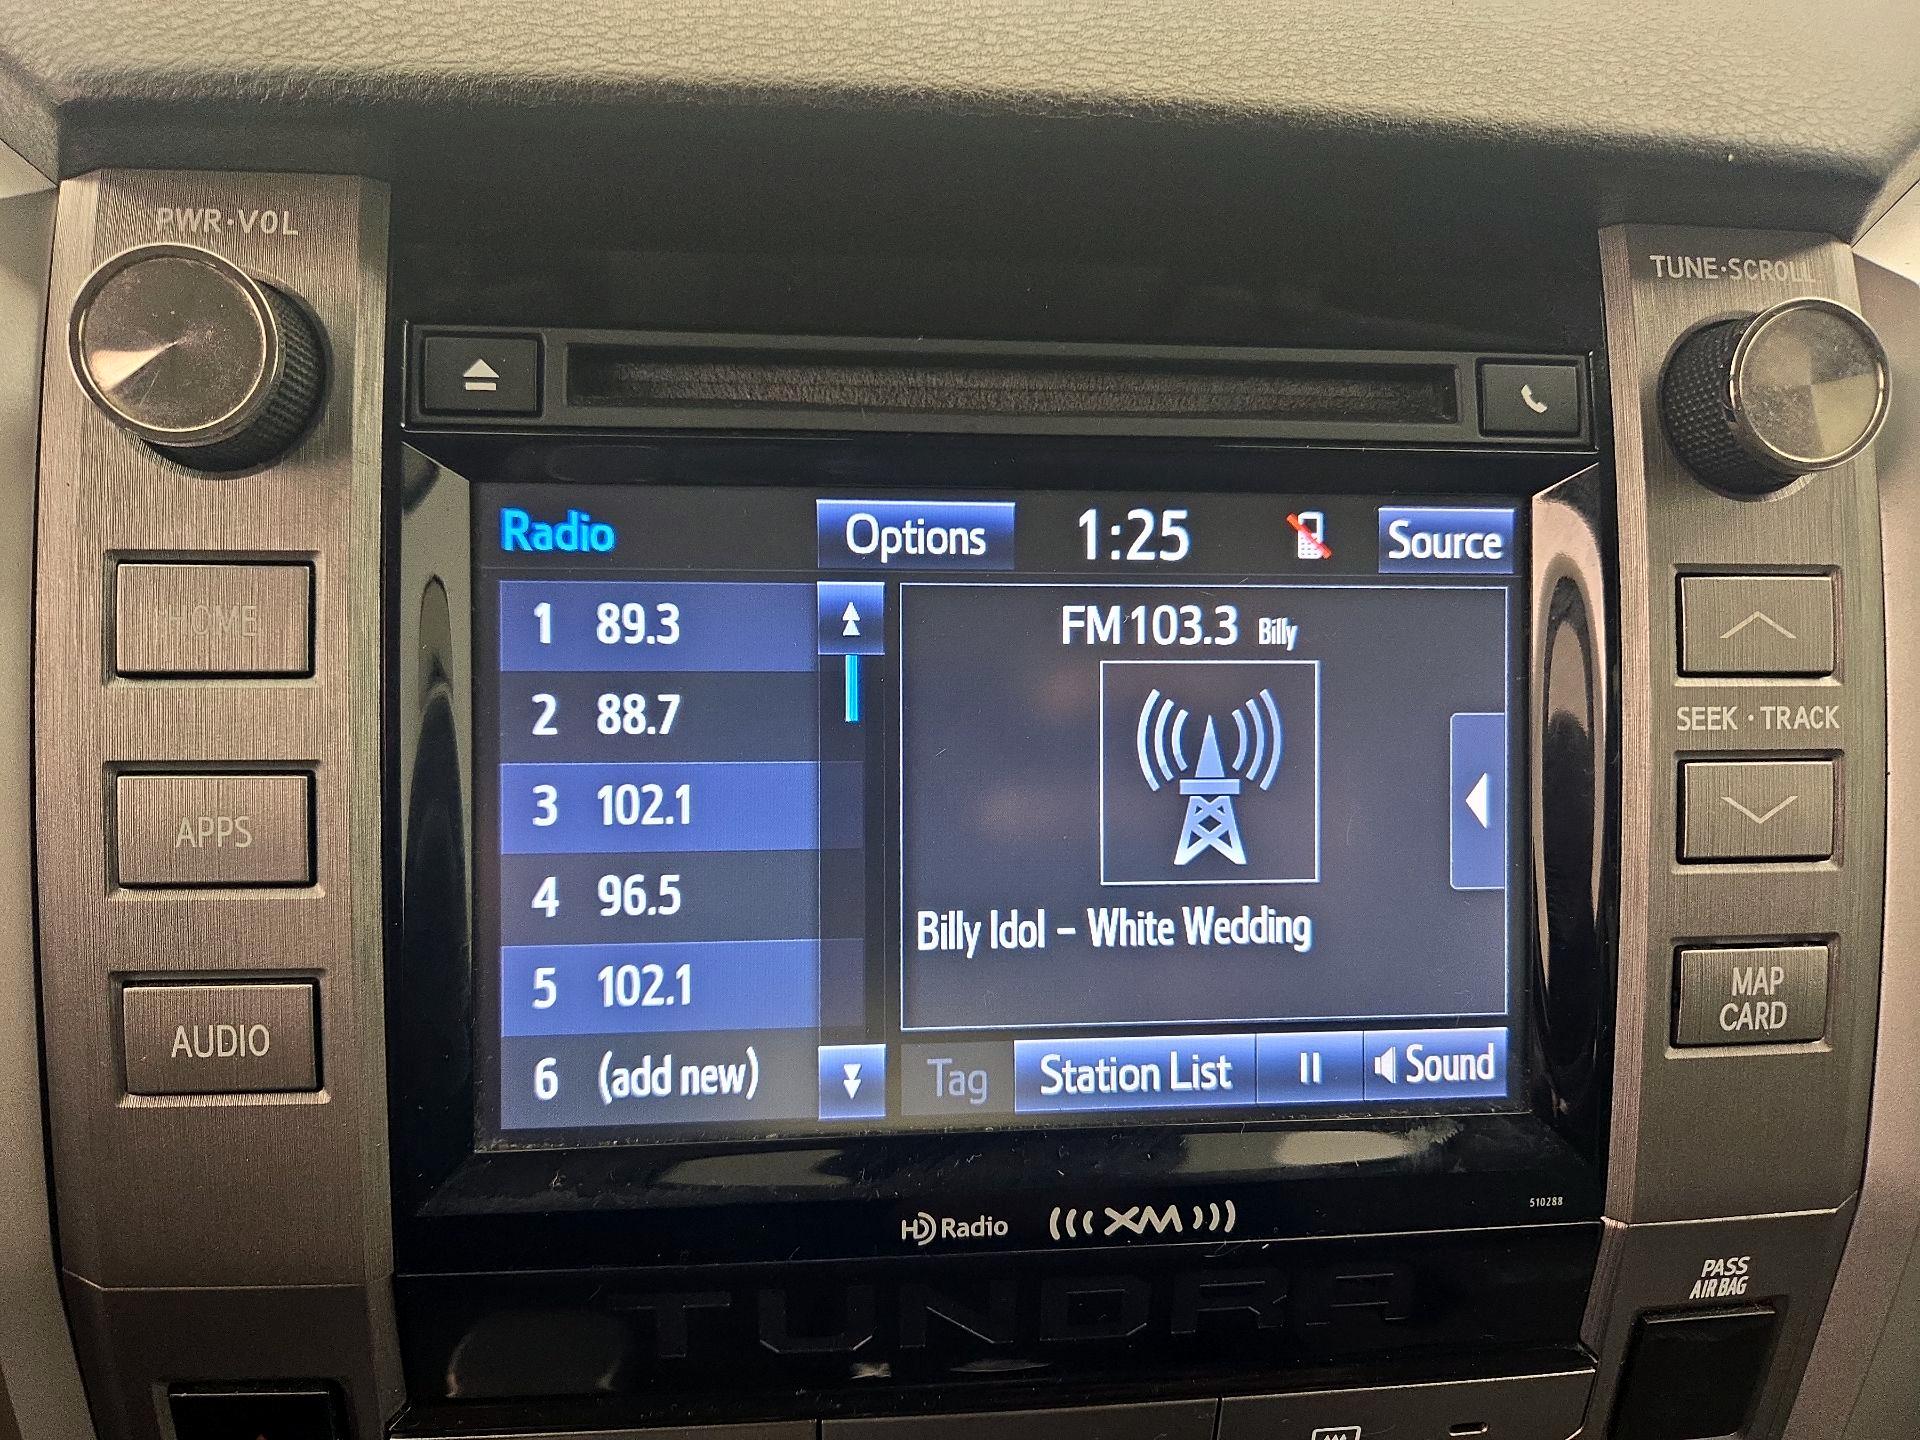 PWR·VOL
TUNE·SCROLL
Radio
Options
1:25
Source
HOME
1 89.3
FM 103.3 Billy
2 88.7
SEEK · TRACK
3 102.1
APPS
4 96.5
Billy Idol – White Wedding
5 102.1
MAP
CARD
AUDIO
6 (add new)
Tag
Station List
Sound
HD Radio
XM
510288
PASS
AIR BAG
TUNDRA